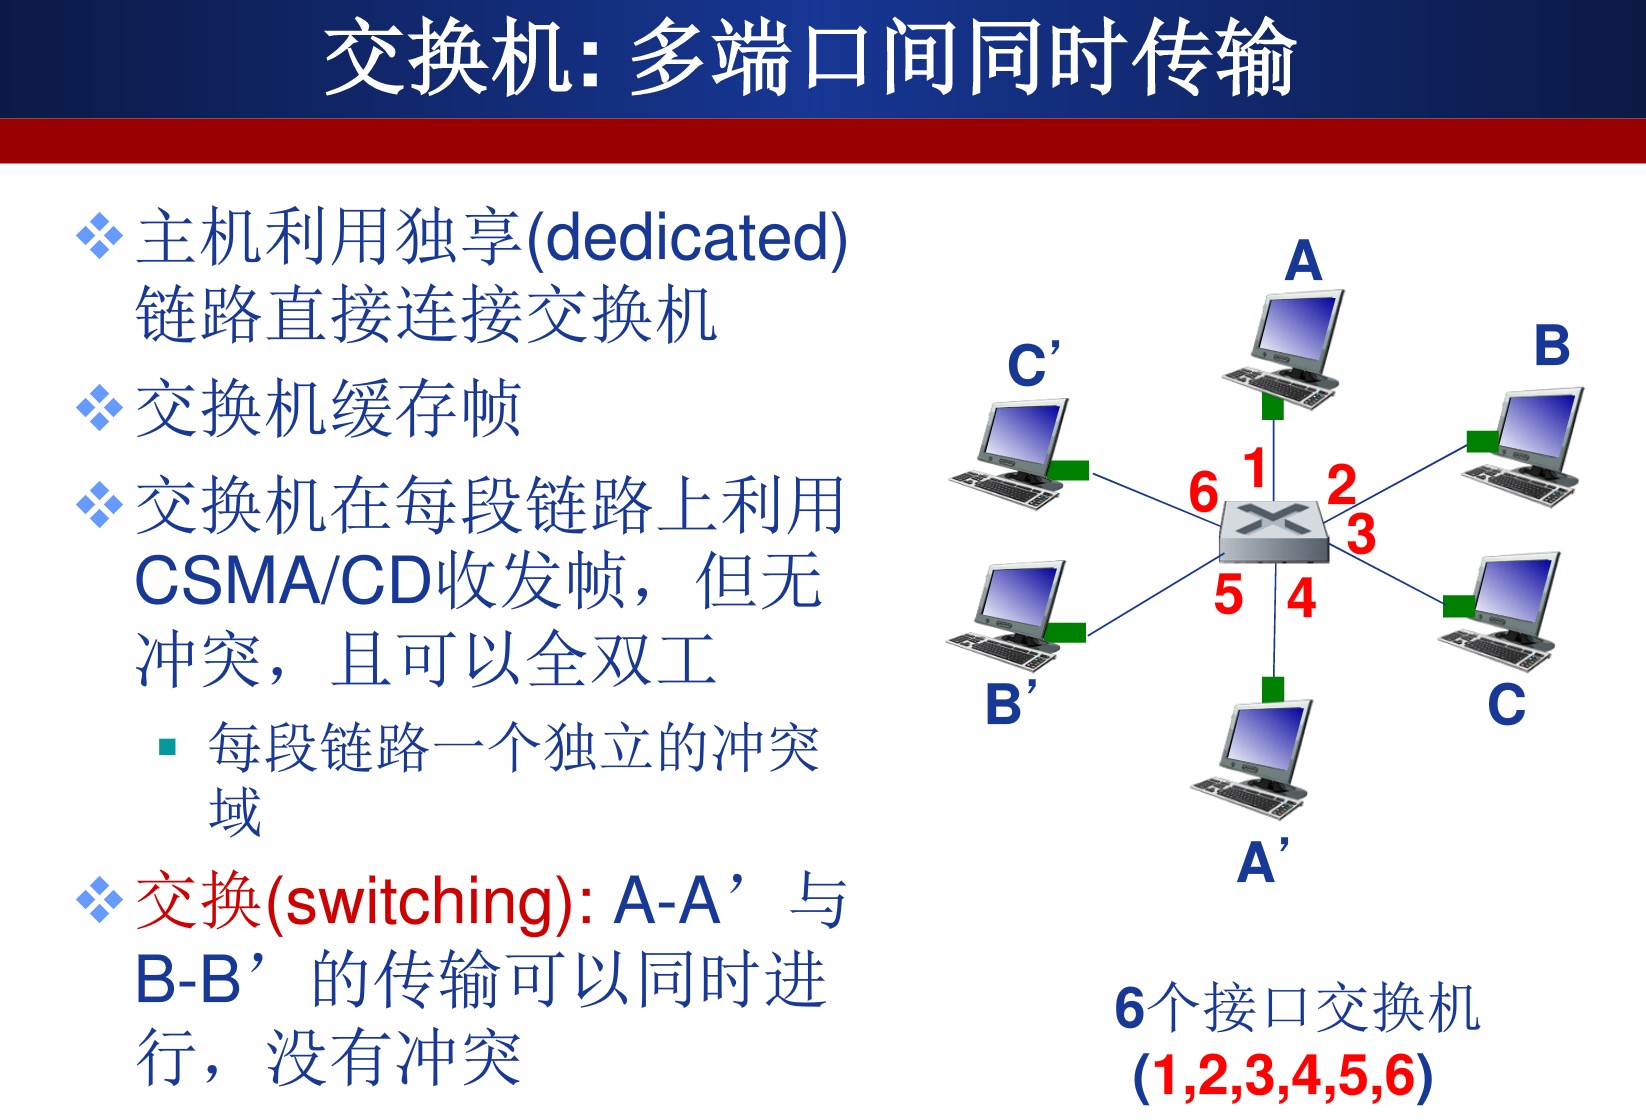 交换机: 多端口间同时传输
主机利用独享(dedicated)
链路直接连接交换机
交换机缓存帧
交换机在每段链路上利用
CSMA/CD收发帧，但无
冲突，且可以全双工
每段链路一个独立的冲突
域
交换(switching): A-A’与
B-B’的传输可以同时进
行，没有冲突
A
C’
B
1
6
2
3
5
4
B’
C
A’
6个接口交换机
(1,2,3,4,5,6)